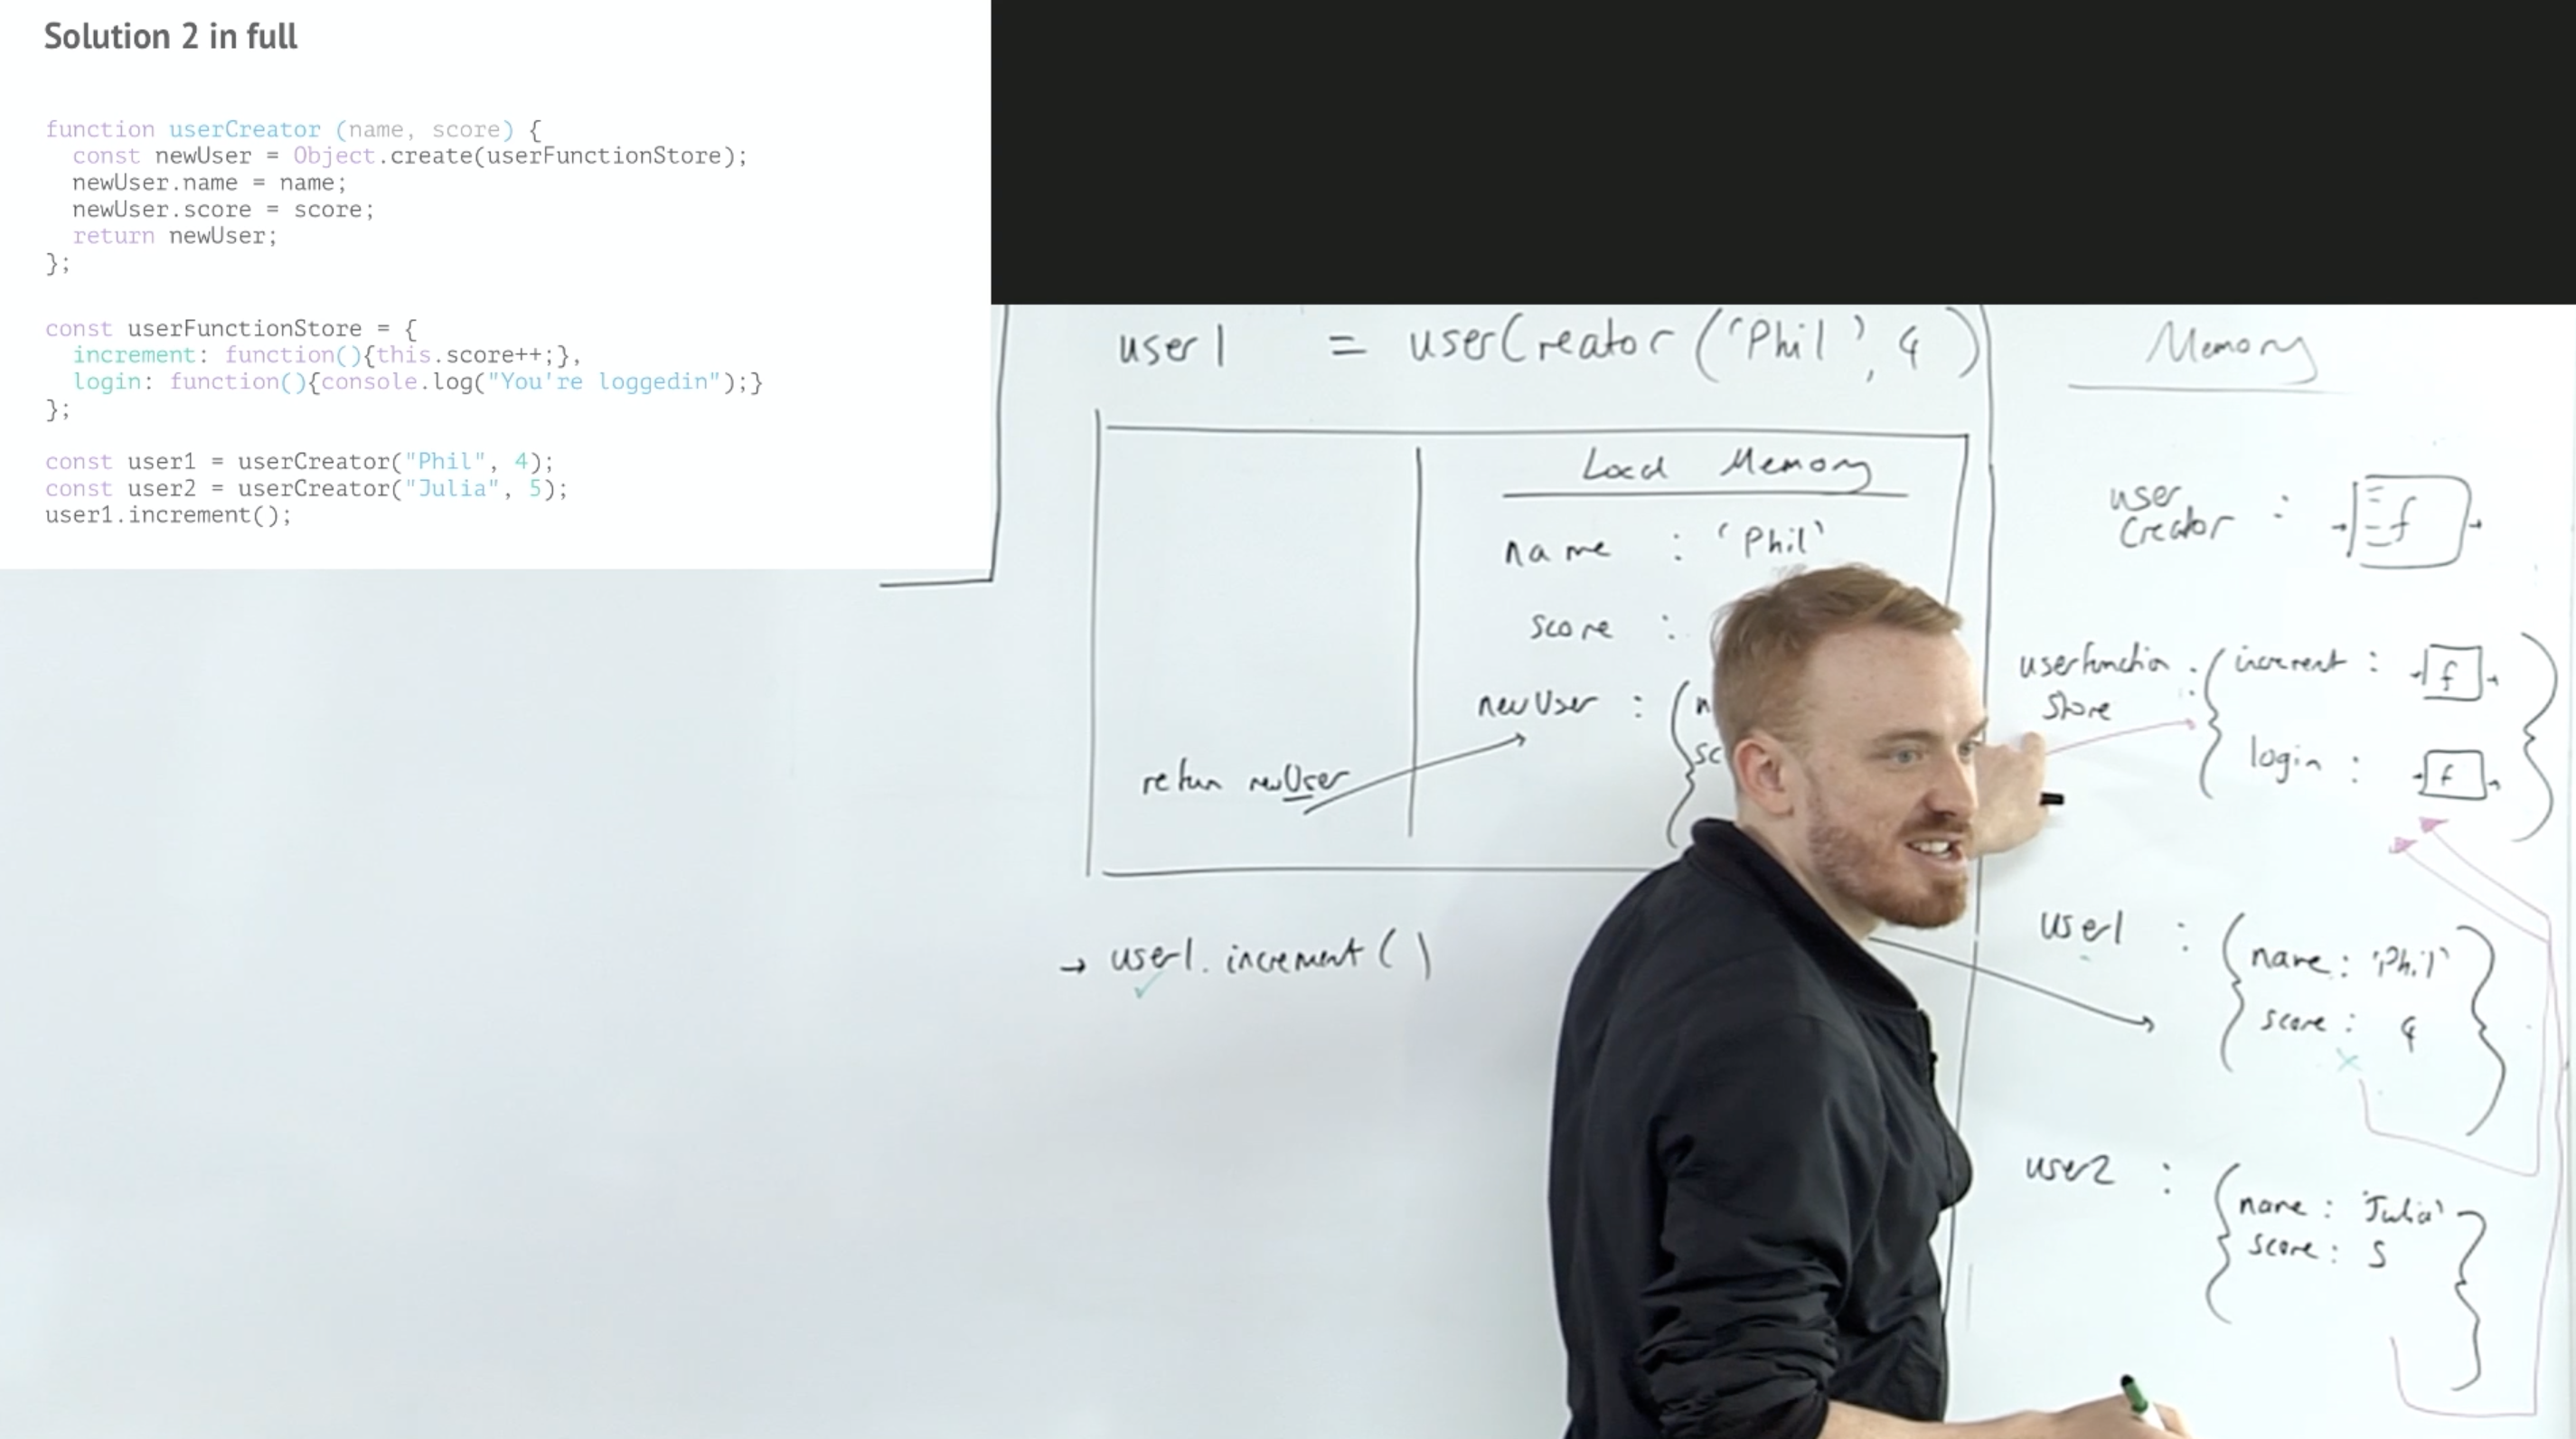 Solution 2 in full
function userCreator (name, score) {
const newUser = Object.create(userFunctionStore);
newUser.name = name;
newUser.score = score;
return newUser;
};
const userFunctionStore = {
increment: function(){this.score++;},
login: function(){console.log("You're loggedin");}
};
const user1 = userCreator("Phil", 4);
const user2 = userCreator("Julia", 5);
user1.increment();
user1 = userCreator('Phil', 4)
Local Memory
name : 'Phil'
score :
newUser : {n
sc
return newUser
→ user1.increment()
Memory
user
Creator : f
userfunction : { increment : f }
store
login : f
user1 : { name : 'Phil'
score : 4 }
user2 : { name : 'Julia'
score : 5 }